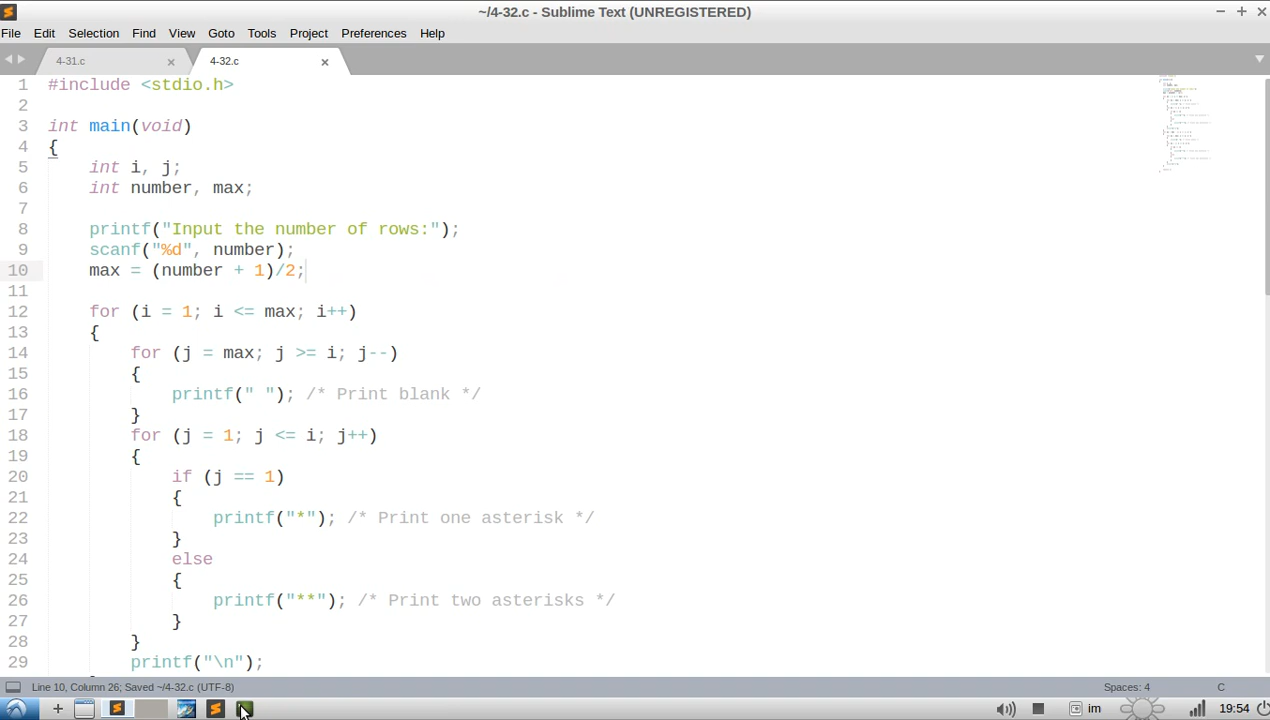 ~/4-32.c - Sublime Text (UNREGISTERED)
File Edit Selection Find View Goto Tools Project Preferences Help
4-31.c × 4-32.c ×
1 #include <stdio.h>
2
3 int main(void)
4 {
5     int i, j;
6     int number, max;
7
8     printf("Input the number of rows:");
9     scanf("%d", number);
10     max = (number + 1)/2;
11
12     for (i = 1; i <= max; i++)
13     {
14         for (j = max; j >= i; j--)
15         {
16             printf(" "); /* Print blank */
17         }
18         for (j = 1; j <= i; j++)
19         {
20             if (j == 1)
21             {
22                 printf("*"); /* Print one asterisk */
23             }
24             else
25             {
26                 printf("**"); /* Print two asterisks */
27             }
28         }
29         printf("\n");
Line 10, Column 26; Saved ~/4-32.c (UTF-8) Spaces: 4 C
im 19:54